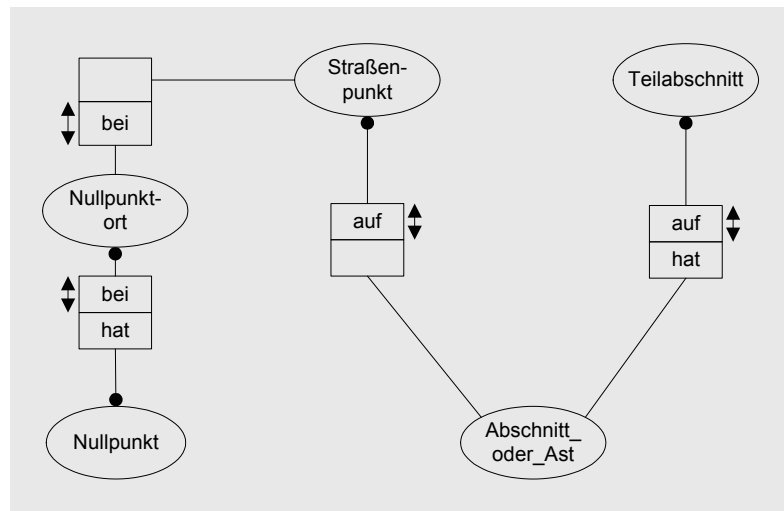 Straßen-
punkt
Teilabschnitt
bei
Nullpunkt-
ort
auf
auf
hat
bei
hat
Nullpunkt
Abschnitt_
oder_Ast